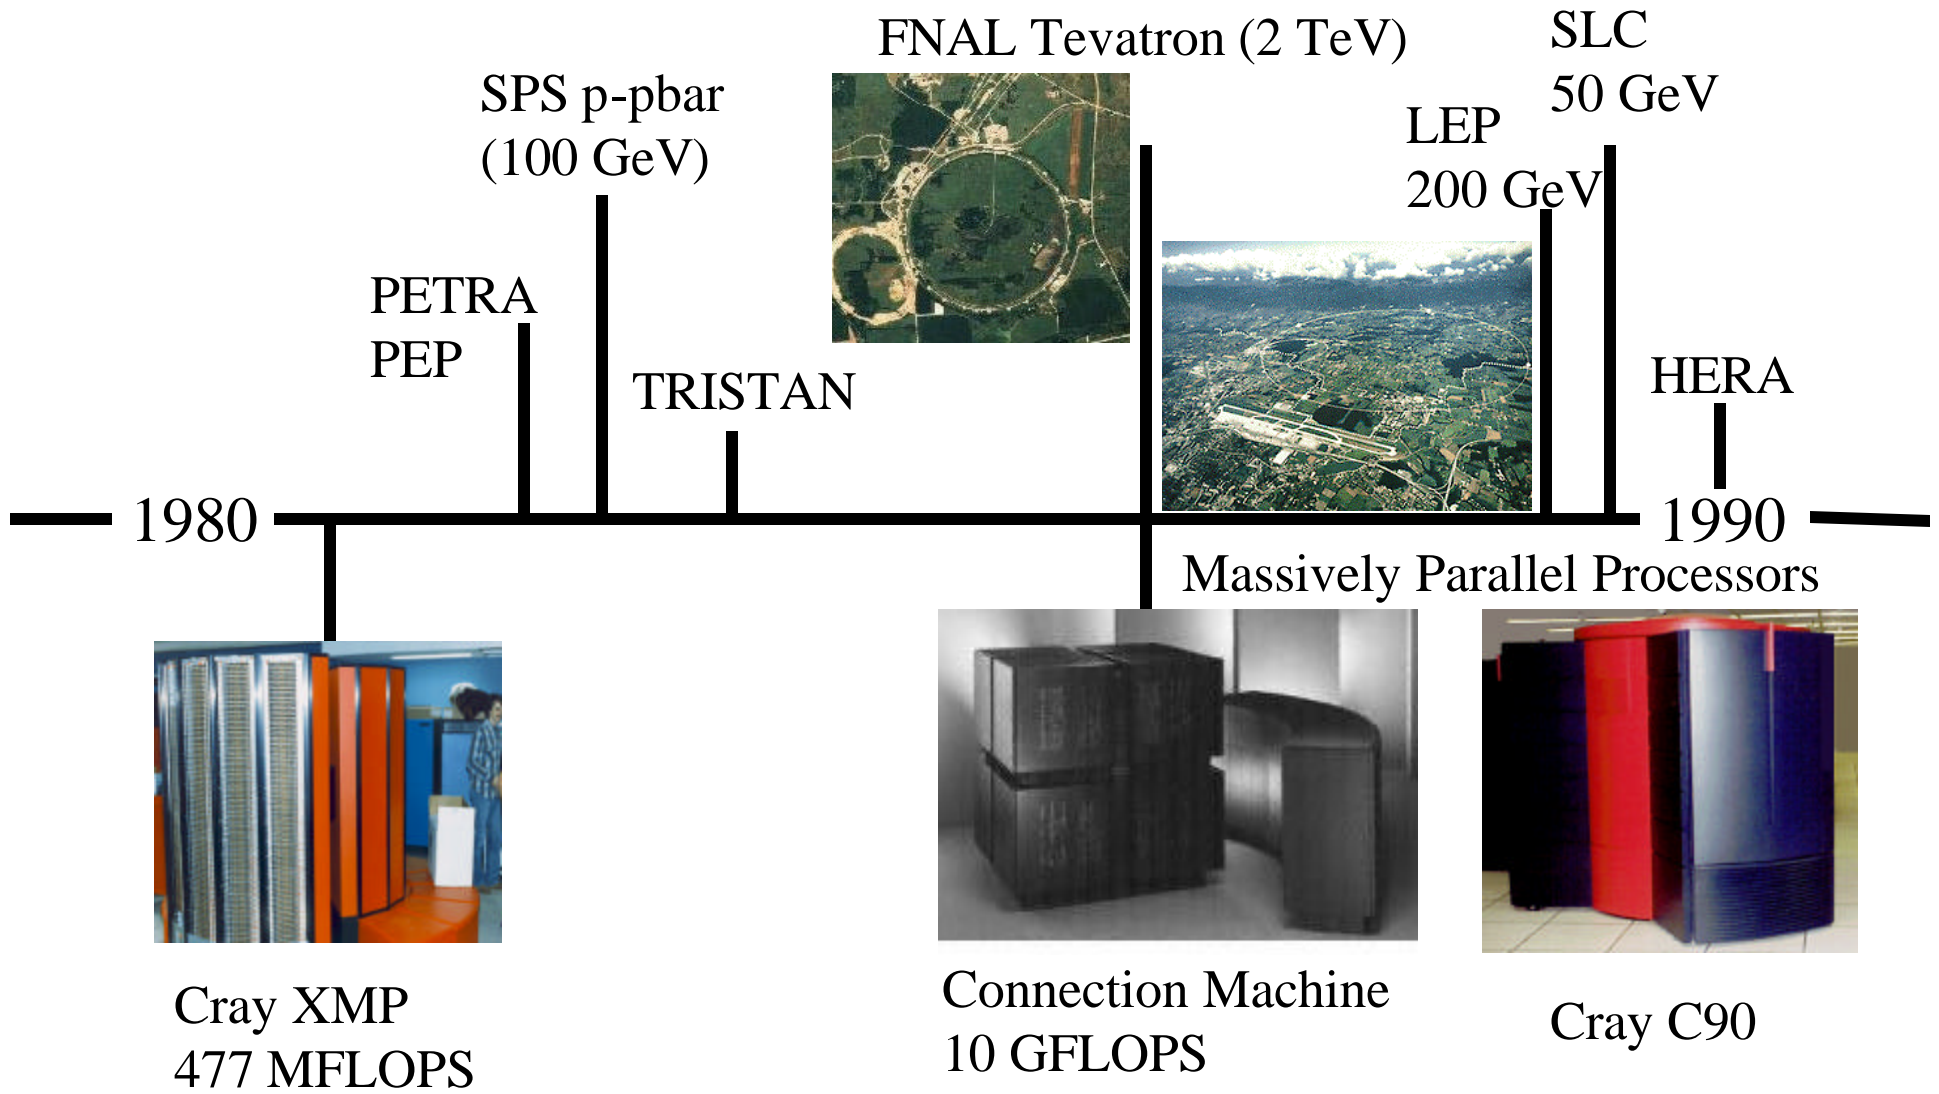 FNAL Tevatron (2 TeV)
SLC
50 GeV
SPS p-pbar
(100 GeV)
LEP
200 GeV
PETRA
PEP
TRISTAN
HERA
1980
1990
Massively Parallel Processors
Cray XMP
477 MFLOPS
Connection Machine
10 GFLOPS
Cray C90